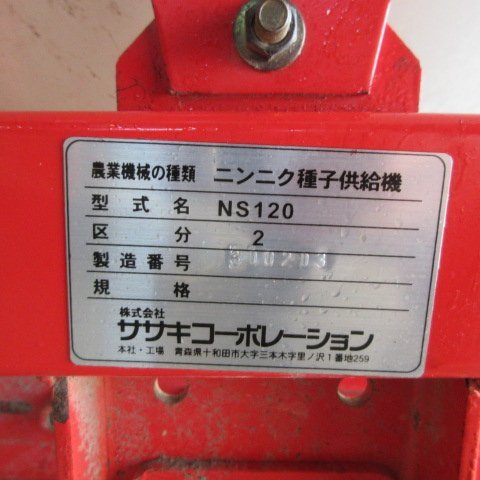 農業機械の種類 ニンニク種子供給機
型式名 NS120
区分 2
製造番号 200203
規格
株式会社
ササキコーポレーション
本社・工場 青森県十和田市大字三本木字里ノ沢1番地259